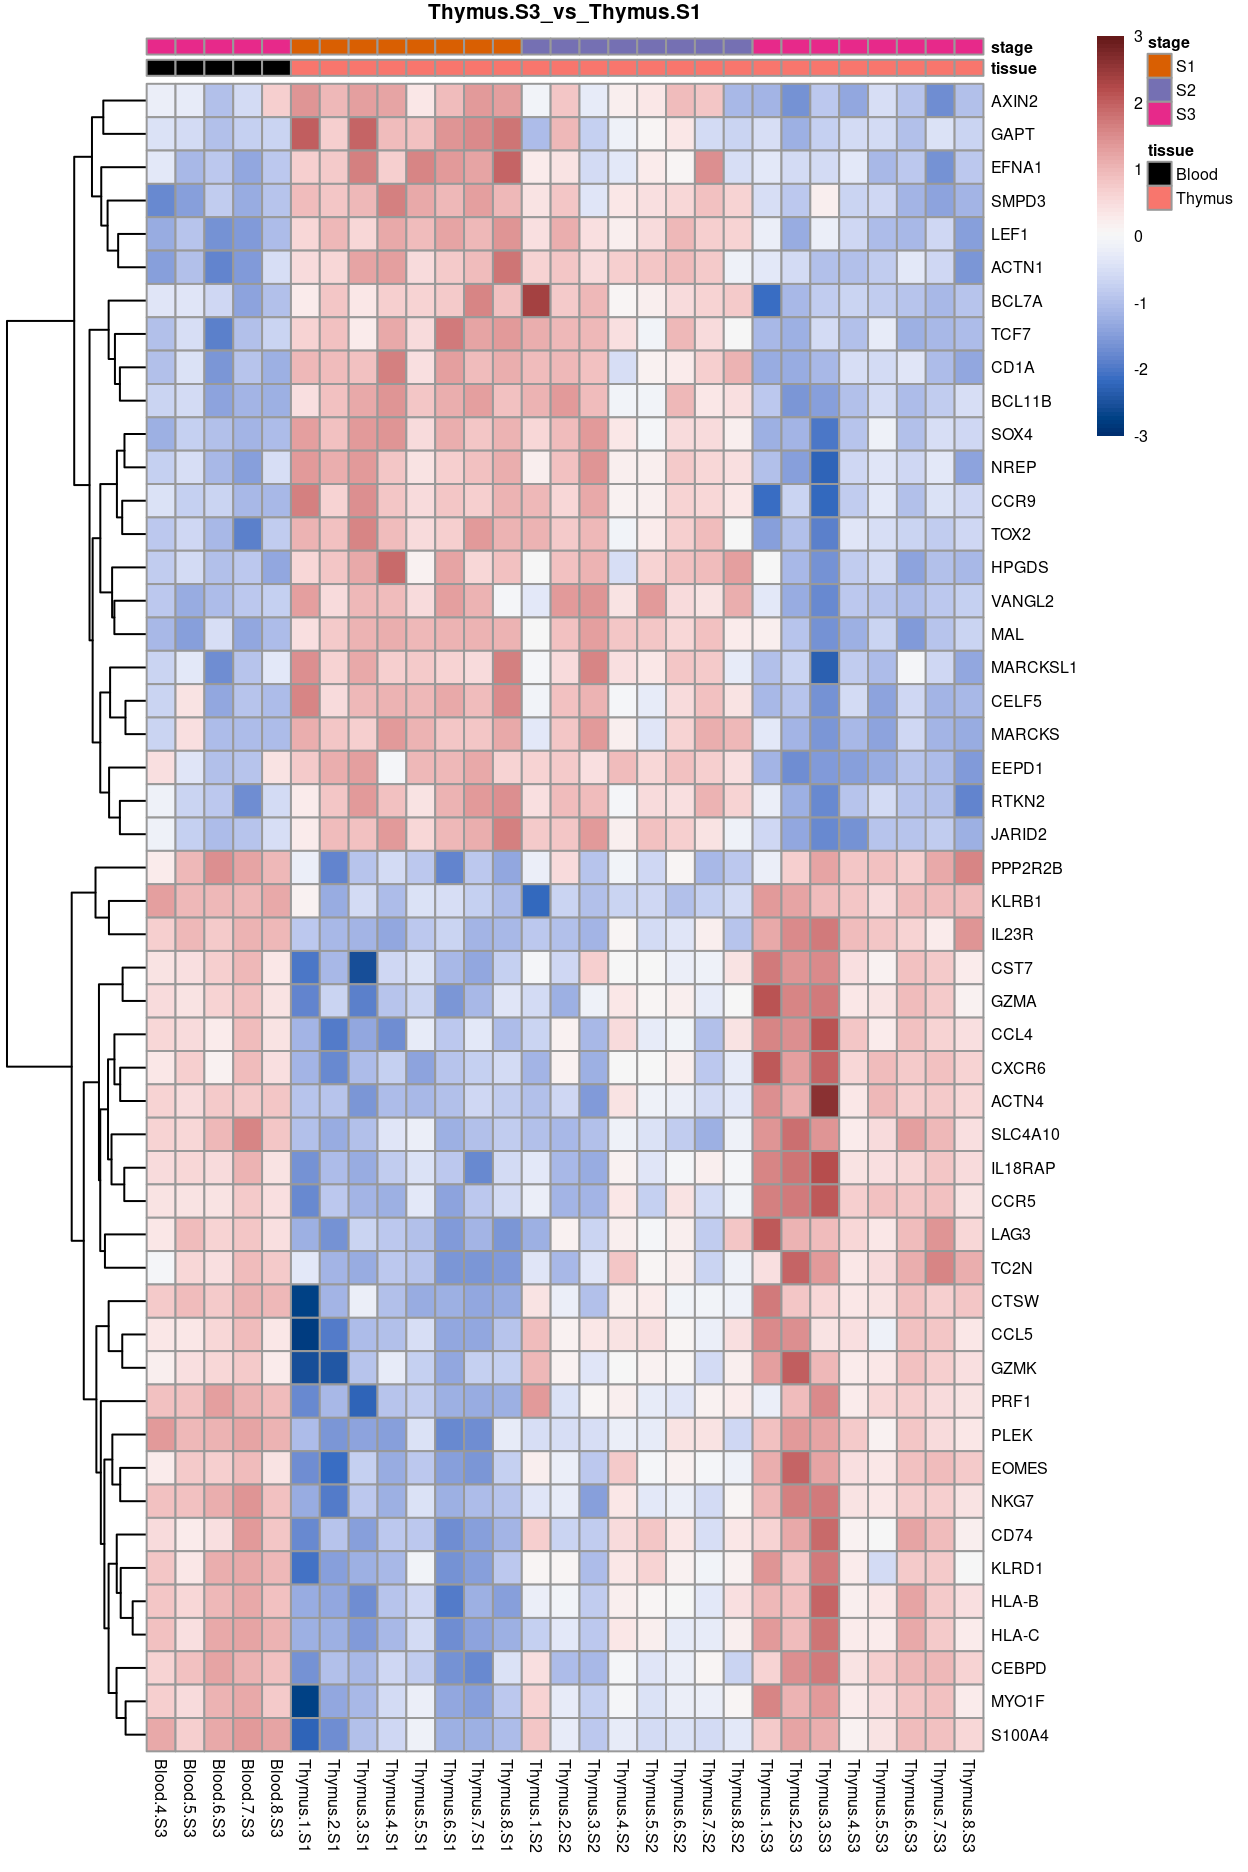 Thymus.S3_vs_Thymus.S1
stage
tissue
AXIN2
GAPT
EFNA1
SMPD3
LEF1
ACTN1
BCL7A
TCF7
CD1A
BCL11B
SOX4
NREP
CCR9
TOX2
HPGDS
VANGL2
MAL
MARCKSL1
CELF5
MARCKS
EEPD1
RTKN2
JARID2
PPP2R2B
KLRB1
IL23R
CST7
GZMA
CCL4
CXCR6
ACTN4
SLC4A10
IL18RAP
CCR5
LAG3
TC2N
CTSW
CCL5
GZMK
PRF1
PLEK
EOMES
NKG7
CD74
KLRD1
HLA-B
HLA-C
CEBPD
MYO1F
S100A4
Blood.4.S3
Blood.5.S3
Blood.6.S3
Blood.7.S3
Blood.8.S3
Thymus.1.S1
Thymus.2.S1
Thymus.3.S1
Thymus.4.S1
Thymus.5.S1
Thymus.6.S1
Thymus.7.S1
Thymus.8.S1
Thymus.1.S2
Thymus.2.S2
Thymus.3.S2
Thymus.4.S2
Thymus.5.S2
Thymus.6.S2
Thymus.7.S2
Thymus.8.S2
Thymus.1.S3
Thymus.2.S3
Thymus.3.S3
Thymus.4.S3
Thymus.5.S3
Thymus.6.S3
Thymus.7.S3
Thymus.8.S3
3
2
1
0
-1
-2
-3
stage
S1
S2
S3
tissue
Blood
Thymus